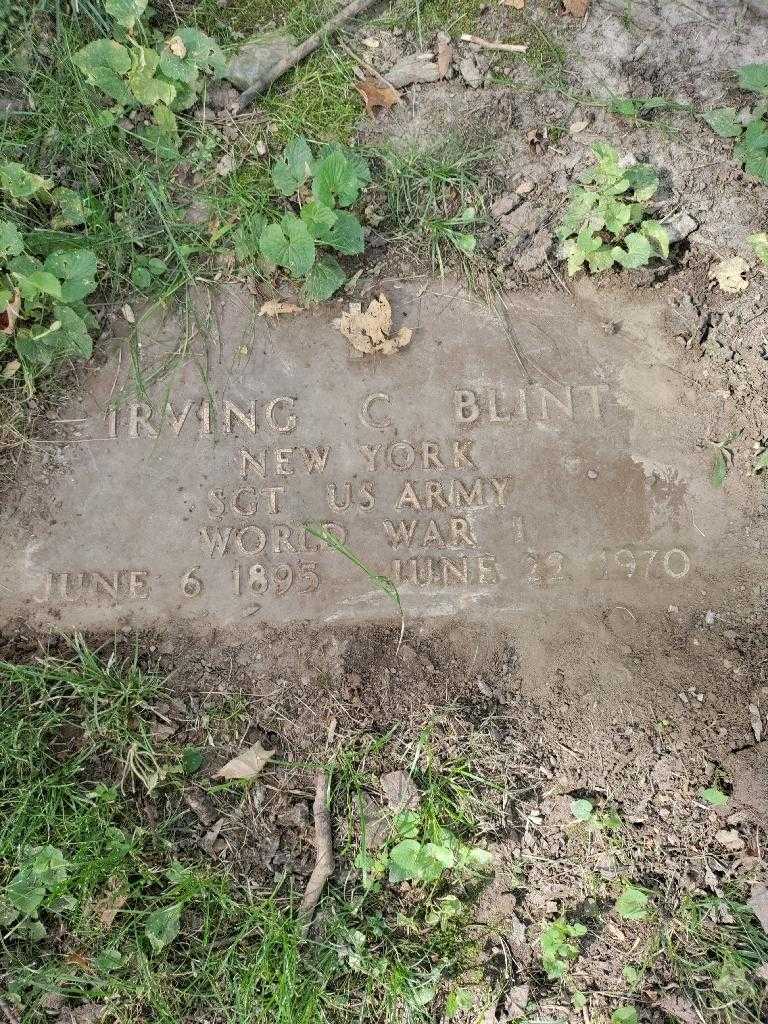 IRVING C BLINT
NEW YORK
SGT US ARMY
WORLD WAR I
JUNE 6 1895 JUNE 22 1970